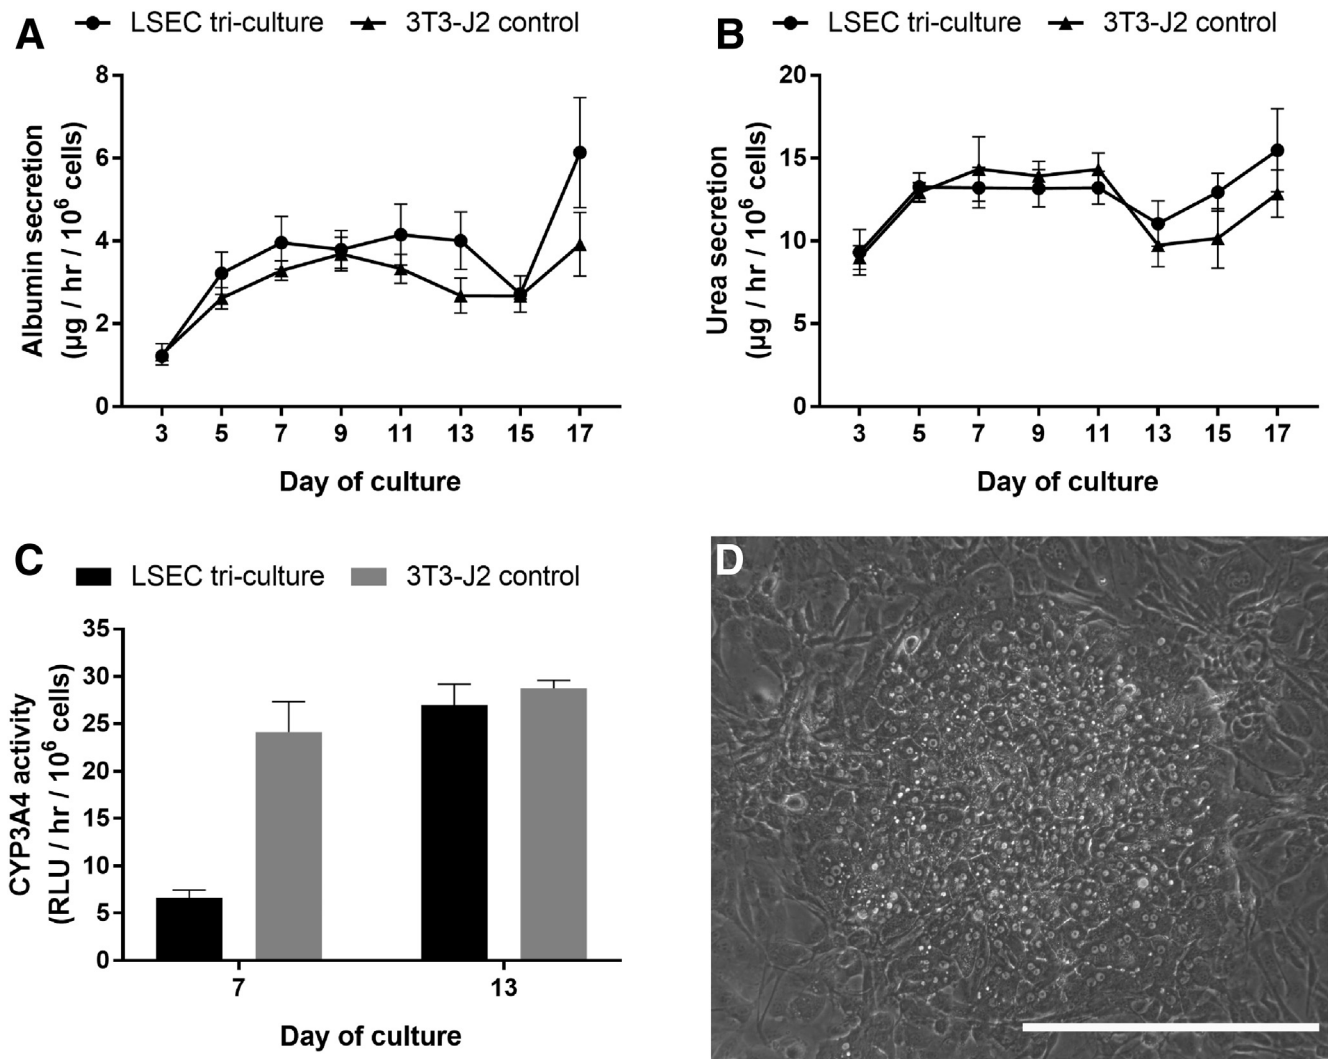 A
LSEC tri-culture 3T3-J2 control
Albumin secretion
(µg / hr / 10⁶ cells)
8
6
4
2
0
3 5 7 9 11 13 15 17
Day of culture
B
LSEC tri-culture 3T3-J2 control
Urea secretion
(µg / hr / 10⁶ cells)
20
15
10
5
0
3 5 7 9 11 13 15 17
Day of culture
C
LSEC tri-culture 3T3-J2 control
CYP3A4 activity
(RLU / hr / 10⁶ cells)
35
30
25
20
15
10
5
0
7 13
Day of culture
D